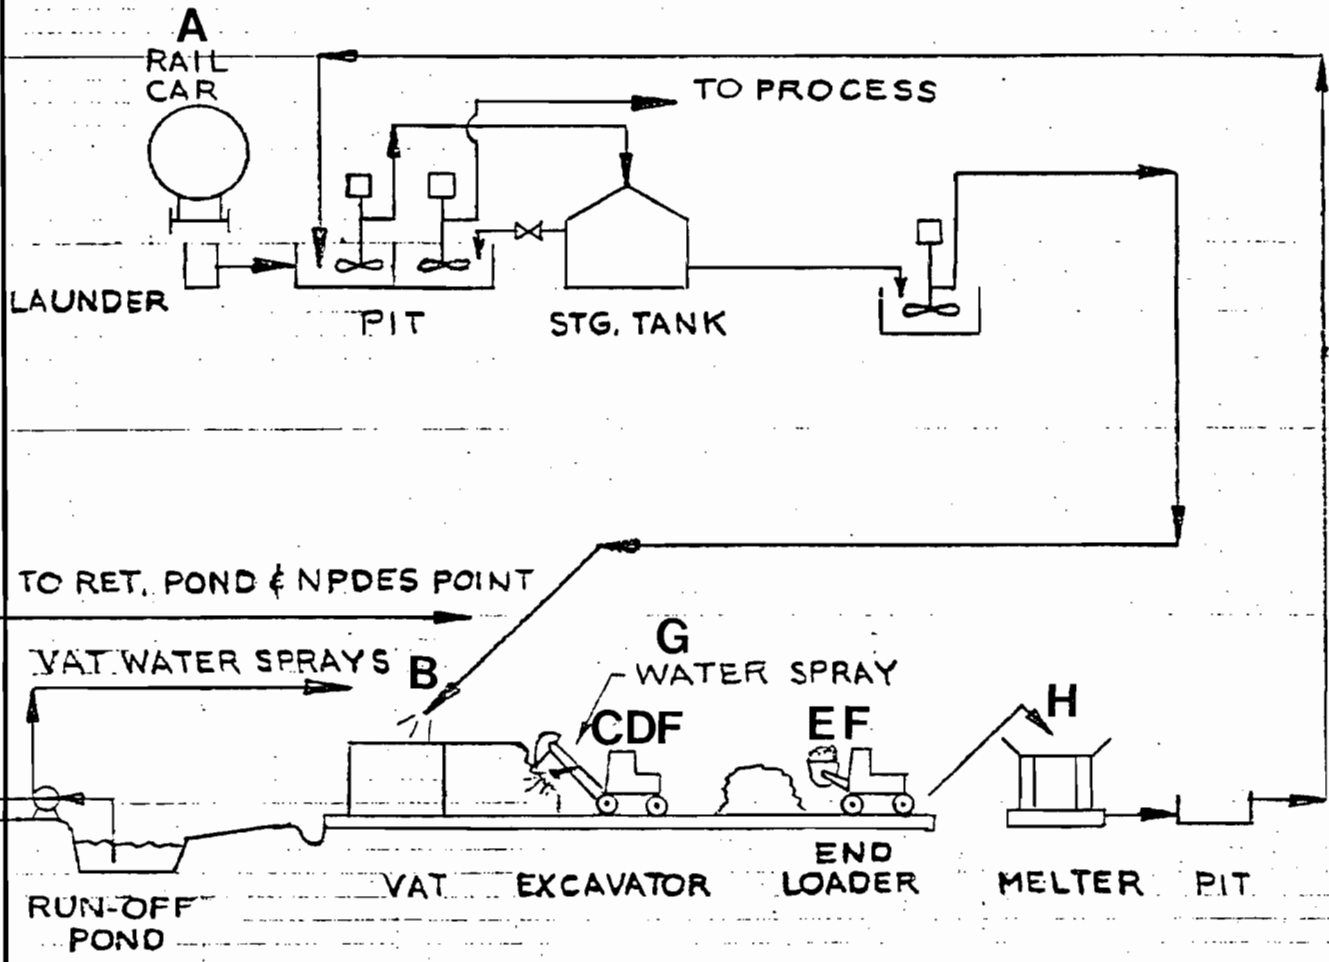 A
RAIL
CAR
TO PROCESS
LAUNDER
PIT
STG. TANK
TO RET. POND & NPDES POINT
VAT WATER SPRAYS
B
G
WATER SPRAY
CDF
EF
H
VAT
EXCAVATOR
END
LOADER
MELTER
PIT
RUN-OFF
POND